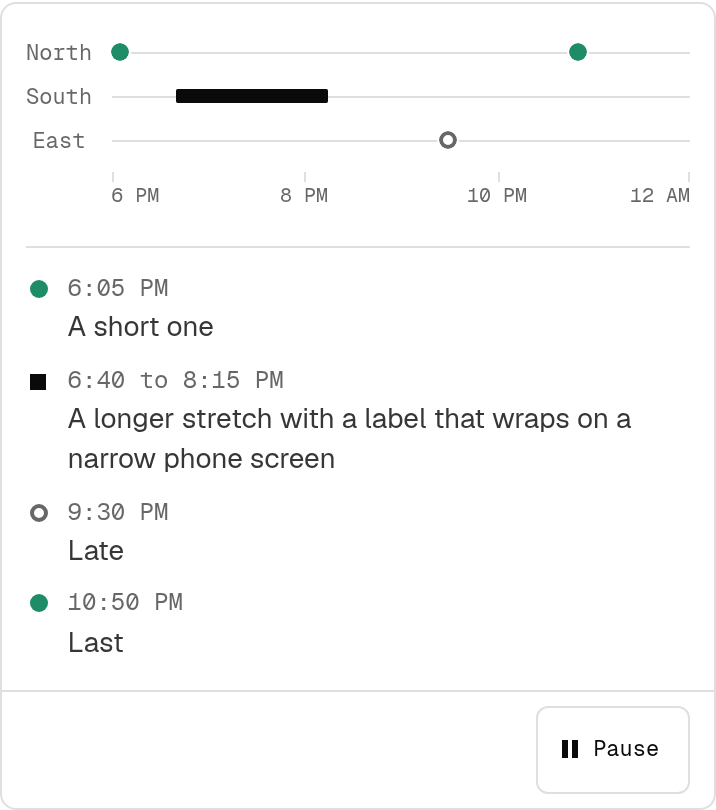 North
South
East
6 PM 8 PM 10 PM 12 AM
6:05 PM
A short one
6:40 to 8:15 PM
A longer stretch with a label that wraps on a
narrow phone screen
9:30 PM
Late
10:50 PM
Last
Pause